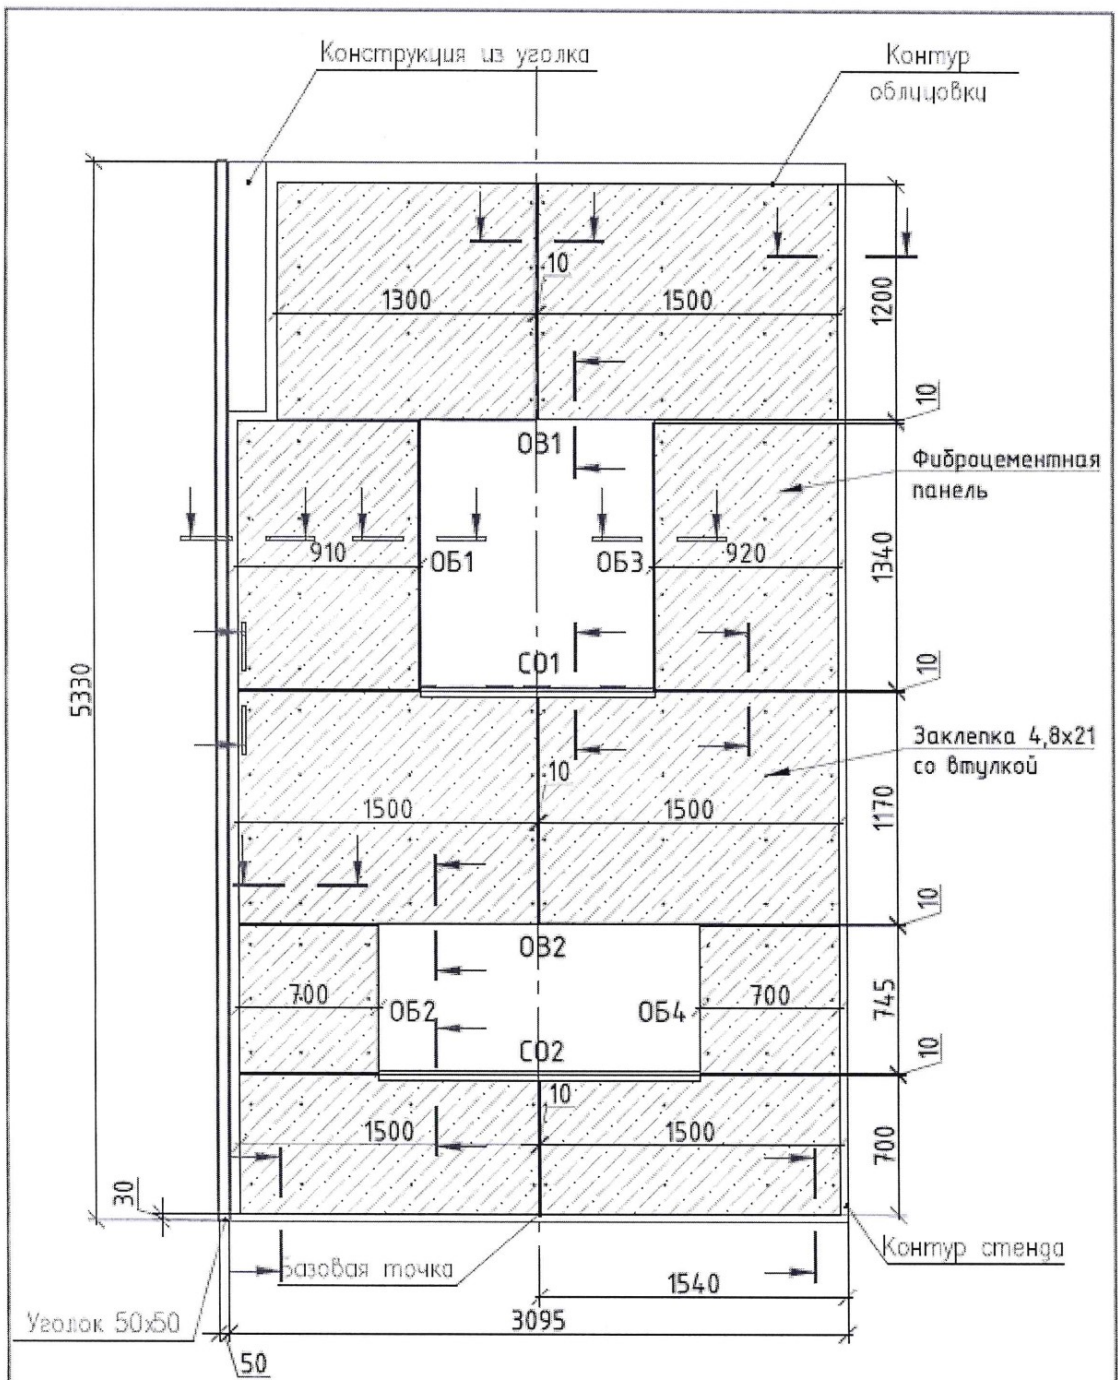 Конструкция из уголка
Контур
облицовки
10
1300
1500
1200
10
ОВ1
Фиброцементная
панель
910
ОБ1
ОБ3
920
1340
СО1
10
5330
Заклепка 4,8х21
со втулкой
10
1500
1500
1170
10
ОВ2
700
ОБ2
ОБ4
700
745
СО2
10
10
1500
1500
700
30
Базовая точка
Контур стенда
1540
Уголок 50х50
3095
50